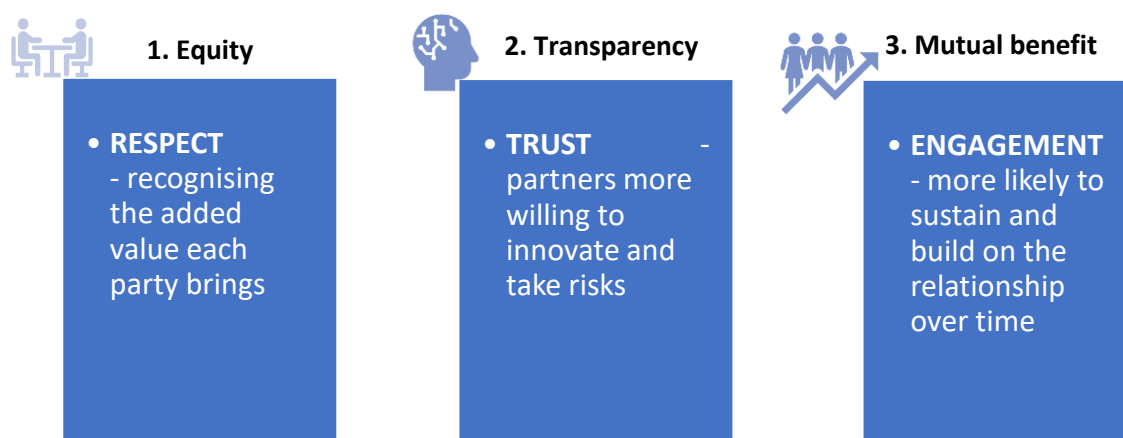 1. Equity
• RESPECT
- recognising
the added
value each
party brings
2. Transparency
• TRUST -
partners more
willing to
innovate and
take risks
3. Mutual benefit
• ENGAGEMENT
- more likely to
sustain and
build on the
relationship
over time